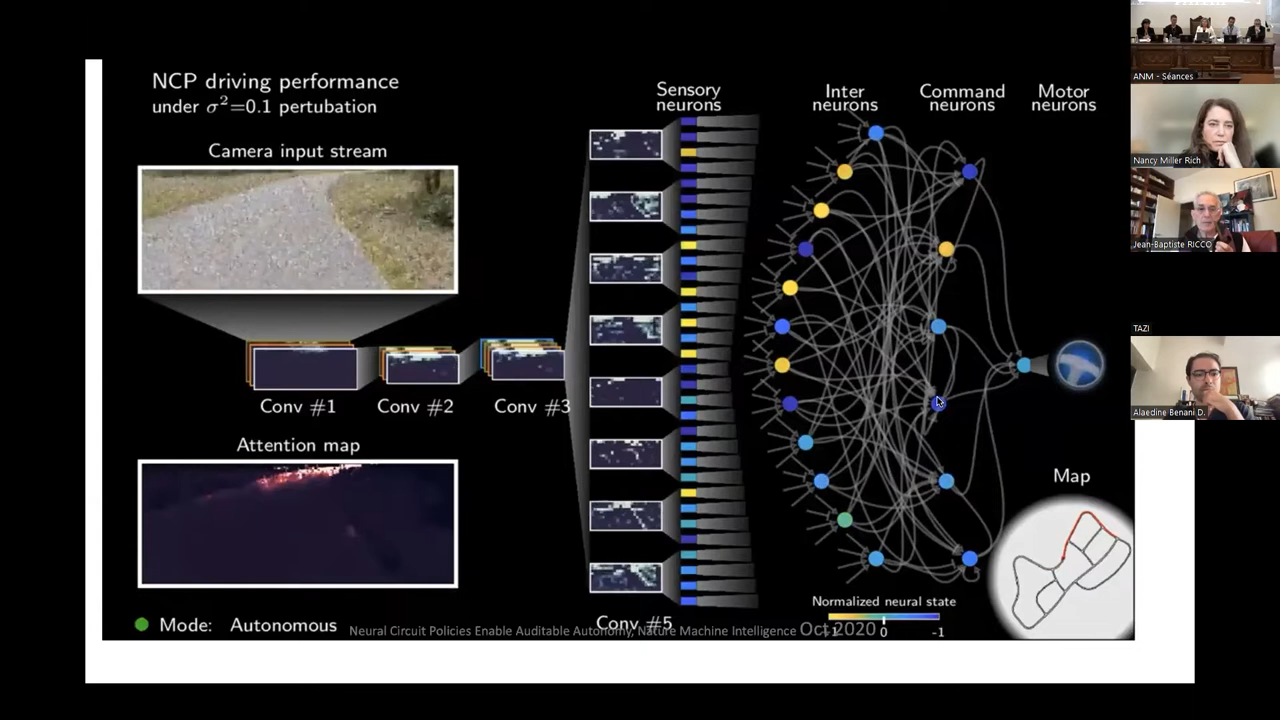 NCP driving performance
under σ²=0.1 pertubation
Camera input stream
Conv #1
Conv #2
Conv #3
Attention map
Mode: Autonomous
Sensory
neurons
Inter
neurons
Command
neurons
Motor
neurons
Conv #5
Map
Normalized neural state
1 0 -1
Neural Circuit Policies Enable Auditable Autonomy, Nature Machine Intelligence Oct 2020
ANM - Séances
Nancy Miller Rich
Jean-Baptiste RICCO
TAZI
Alaedine Benani D.